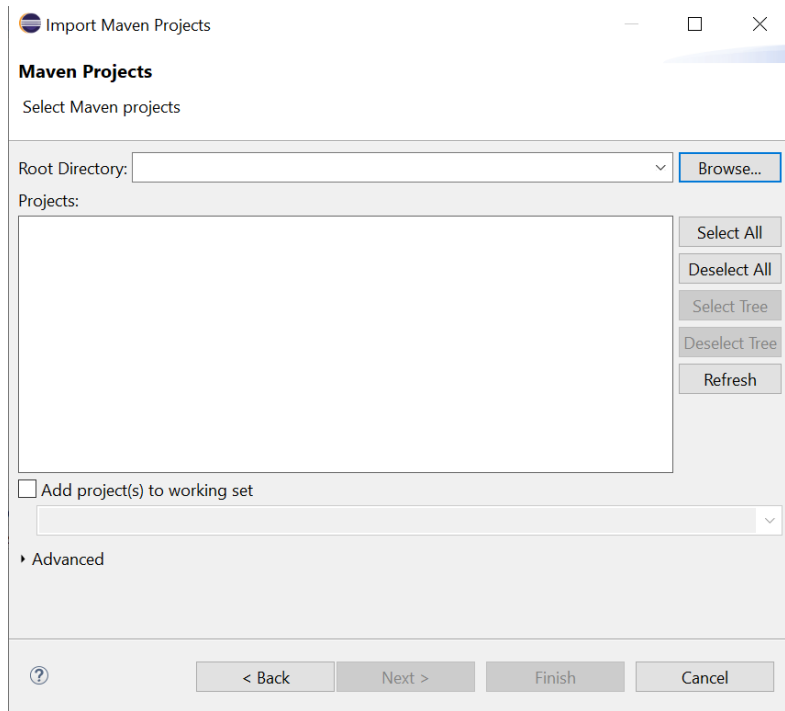 Import Maven Projects
Maven Projects
Select Maven projects
Root Directory:
Browse...
Projects:
Select All
Deselect All
Select Tree
Deselect Tree
Refresh
Add project(s) to working set
Advanced
?
< Back
Next >
Finish
Cancel